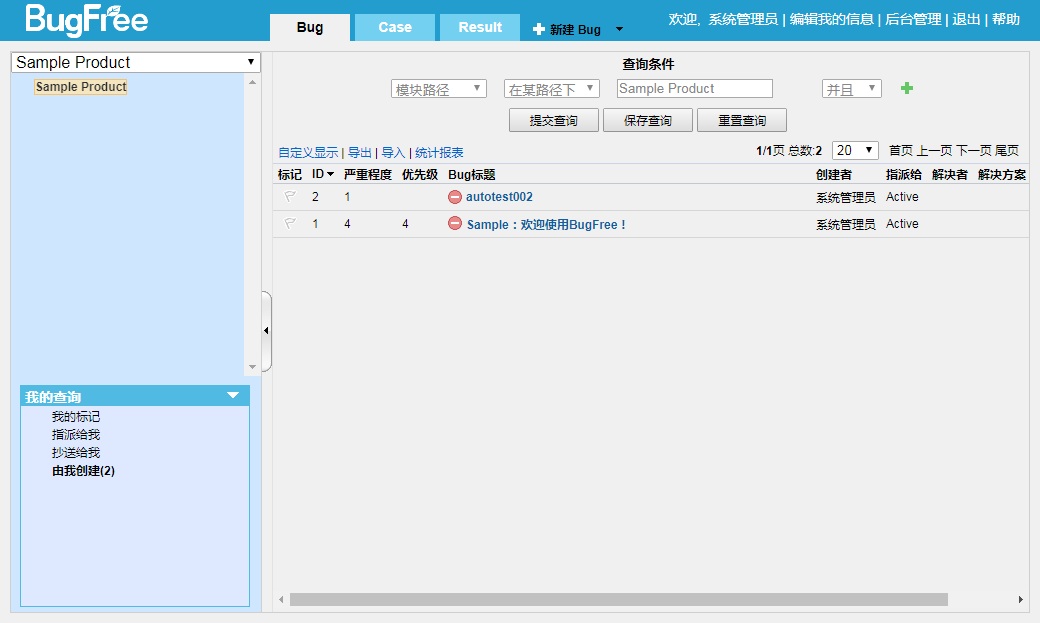 BugFree
Bug Case Result 新建 Bug
欢迎, 系统管理员 | 编辑我的信息 | 后台管理 | 退出 | 帮助
Sample Product
Sample Product
我的查询
我的标记
指派给我
抄送给我
由我创建(2)
查询条件
模块路径 在某路径下 Sample Product 并且
提交查询 保存查询 重置查询
自定义显示 | 导出 | 导入 | 统计报表 1/1页 总数:2 20 首页 上一页 下一页 尾页
标记 ID 严重程度 优先级 Bug标题 创建者 指派给 解决者 解决方案
2 1 autotest002 系统管理员 Active
1 4 4 Sample：欢迎使用BugFree！ 系统管理员 Active